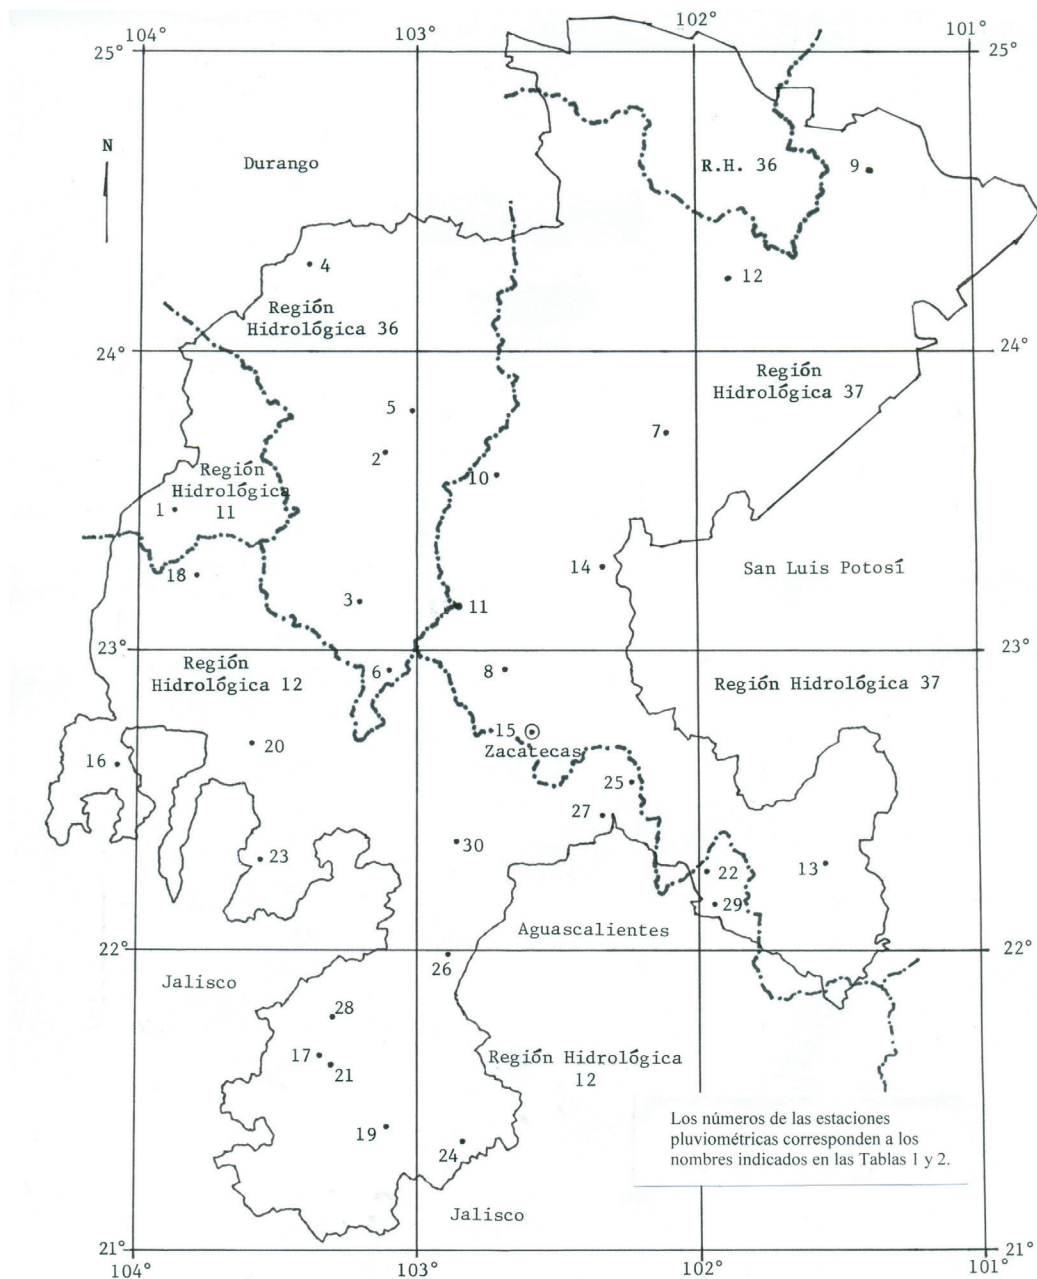 104°
103°
102°
101°
25°
25°
N
Durango
R.H. 36
9
4
12
Región
Hidrológica 36
24°
24°
Región
Hidrológica 37
5
7
2
10
Región
Hidrológica
11
1
18
14
San Luis Potosí
3
11
23°
23°
Región
Hidrológica 12
6
8
Región Hidrológica 37
15
Zacatecas
20
16
25
27
30
23
22
13
29
Aguascalientes
22°
22°
26
Jalisco
28
17
21
Región Hidrológica
12
19
24
Los números de las estaciones
pluviométricas corresponden a los
nombres indicados en las Tablas 1 y 2.
Jalisco
21°
21°
104°
103°
102°
101°